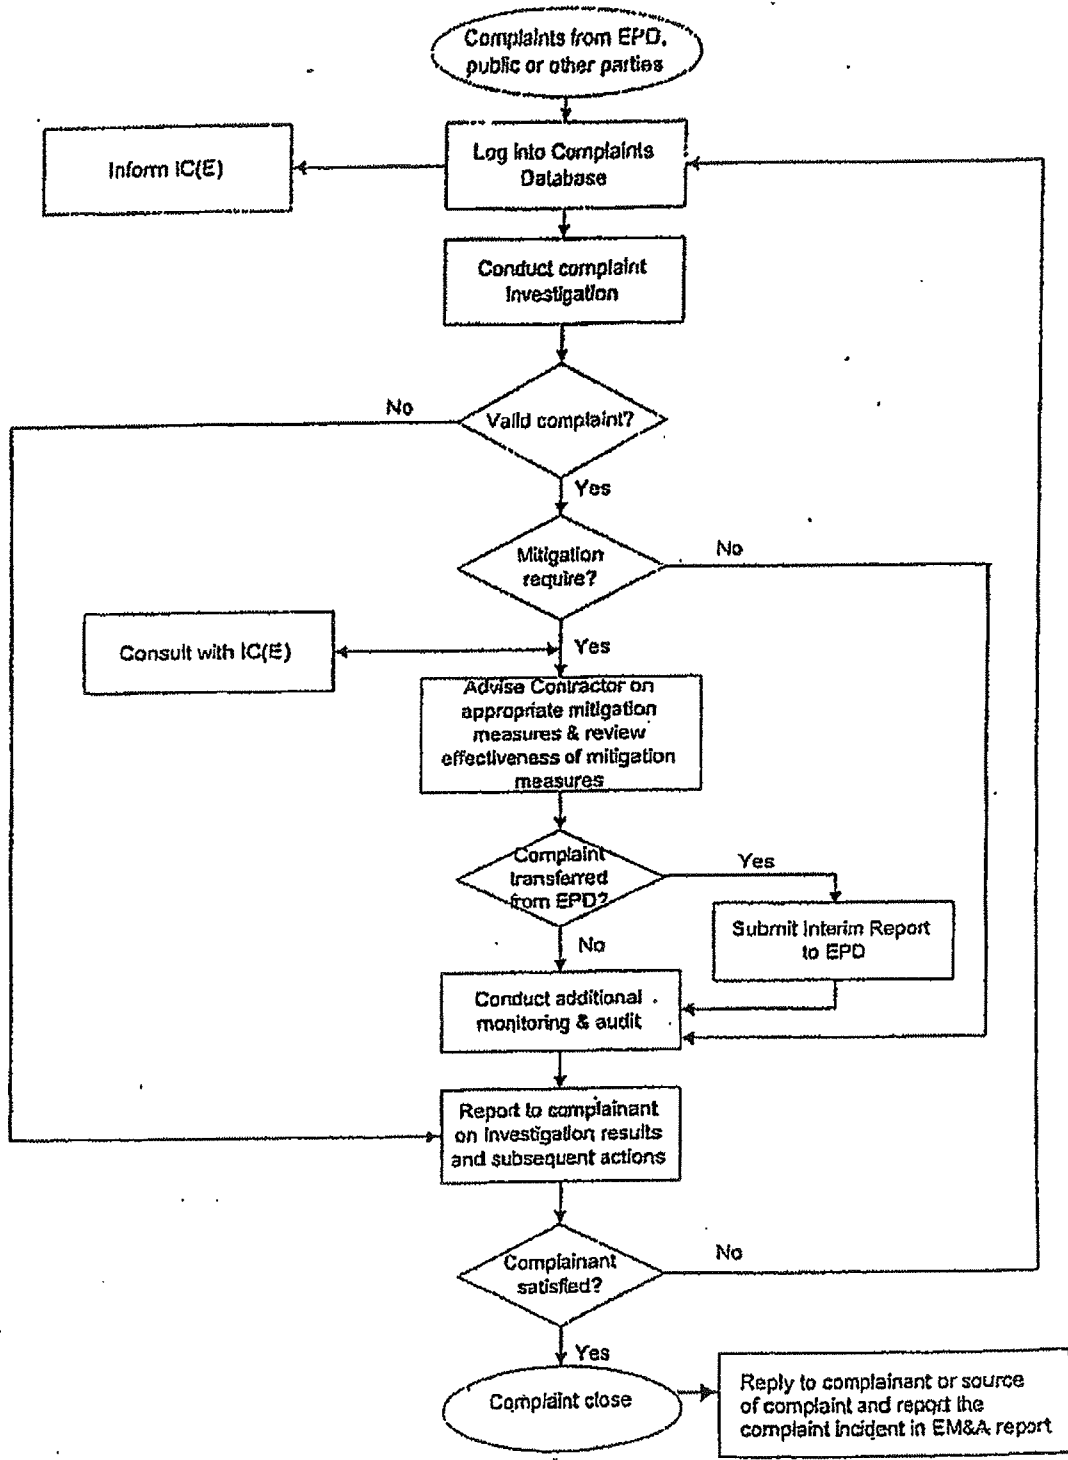 Complaints from EPD,
public or other parties
Inform IC(E)
Log into Complaints
Database
Conduct complaint
Investigation
No
Valid complaint?
Yes
Mitigation
require?
No
Consult with IC(E)
Yes
Advise Contractor on
appropriate mitigation
measures & review
effectiveness of mitigation
measures
Complaint
transferred
from EPD?
Yes
Submit Interim Report
to EPD
No
Conduct additional
monitoring & audit
Report to complainant
on investigation results
and subsequent actions
Complainant
satisfied?
No
Yes
Complaint close
Reply to complainant or source
of complaint and report the
complaint incident in EM&A report